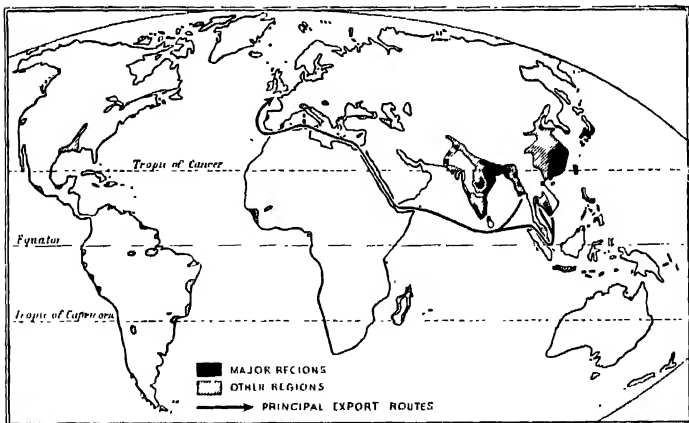 Tropic of Cancer
Equator
Tropic of Capricorn
MAJOR REGIONS
OTHER REGIONS
PRINCIPAL EXPORT ROUTES